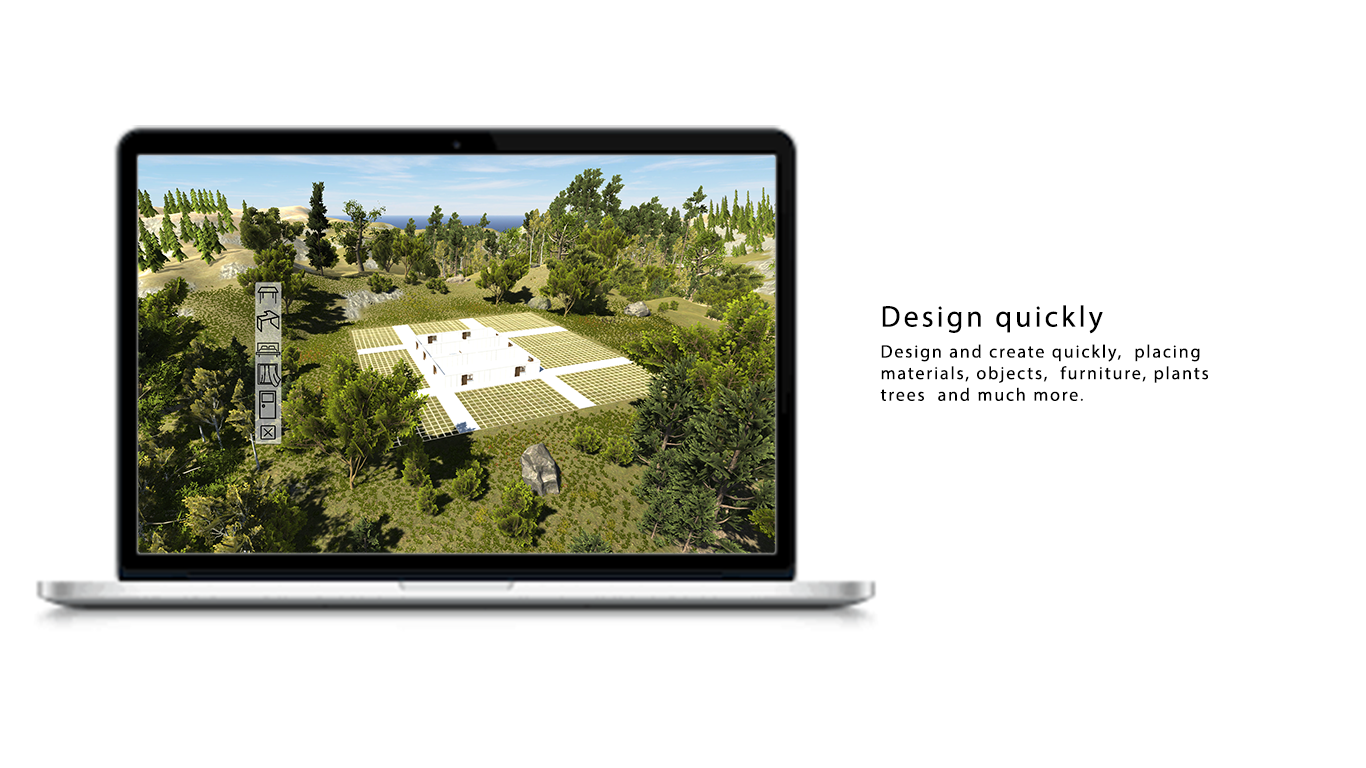 Design quickly
Design and create quickly, placing
materials, objects, furniture, plants
trees and much more.